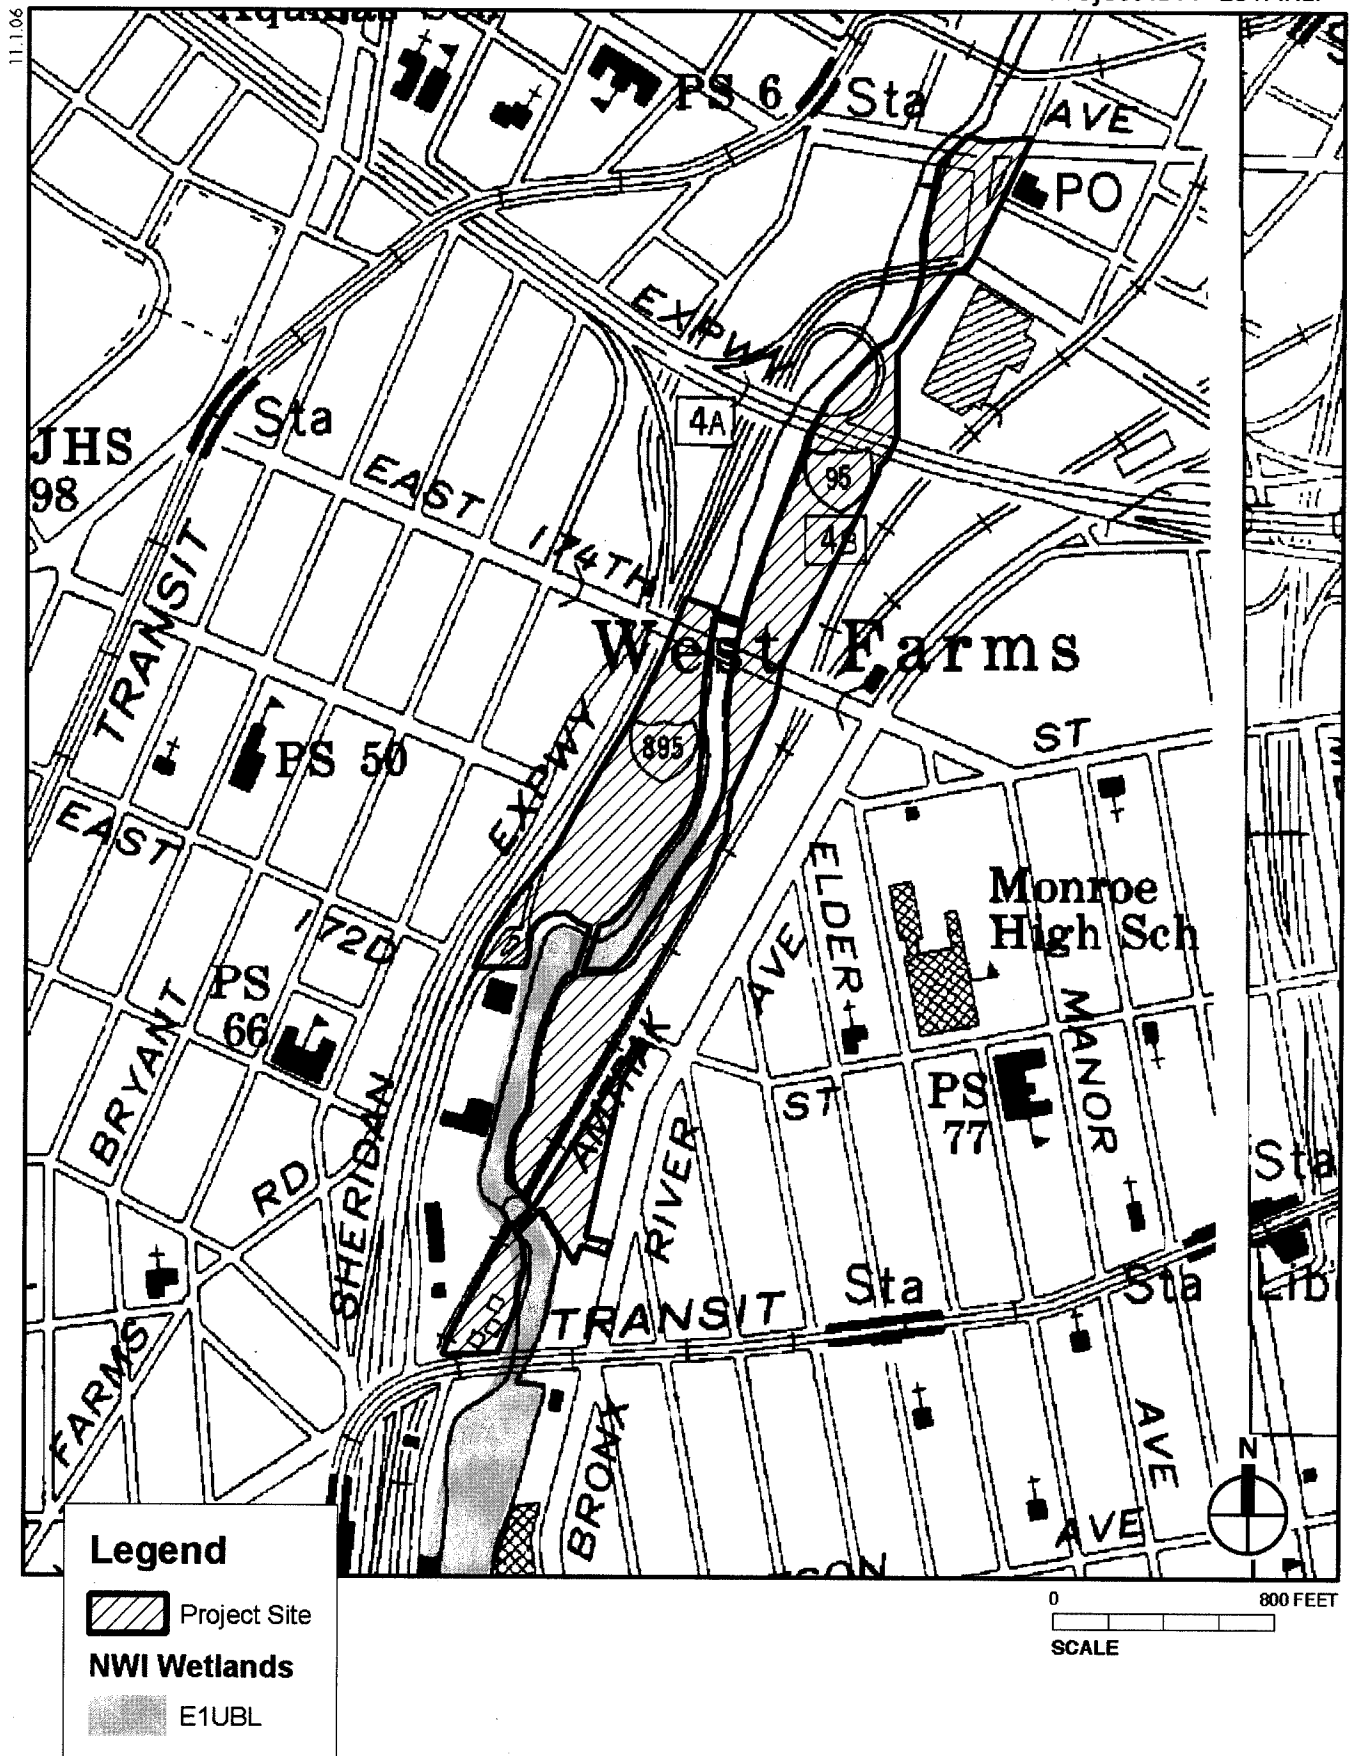 11.1.06
PS 6
Sta
AVE
PO
EXPWY
4A
Sta
JHS
98
EAST
174TH
95
4B
TRANSIT
West Farms
895
ST
PS 50
EXPWY
EAST
172D
ELDER
AVE
Monroe
High Sch
PS
66
BRYANT
MANOR
AMTRAK
ST
PS
77
RD
SHERIDAN
RIVER
Sta
Sta
Sta
Lib
TRANSIT
FARMS
BRONX
AVE
AVE
N
Legend
Project Site
NWI Wetlands
E1UBL
0 800 FEET
SCALE